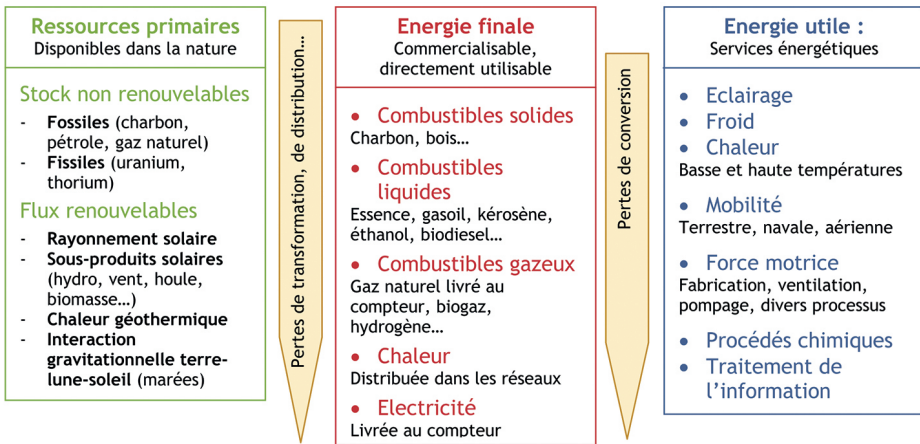 Ressources primaires
Disponibles dans la nature
Stock non renouvelables
- Fossiles (charbon,
pétrole, gaz naturel)
- Fissiles (uranium,
thorium)
Flux renouvelables
- Rayonnement solaire
- Sous-produits solaires
(hydro, vent, houle,
biomasse…)
- Chaleur géothermique
- Interaction
gravitationnelle terre-
lune-soleil (marées)
Pertes de transformation, de distribution…
Energie finale
Commercialisable,
directement utilisable
• Combustibles solides
Charbon, bois…
• Combustibles
liquides
Essence, gasoil, kérosène,
éthanol, biodiesel…
• Combustibles gazeux
Gaz naturel livré au
compteur, biogaz,
hydrogène…
• Chaleur
Distribuée dans les réseaux
• Electricité
Livrée au compteur
Pertes de conversion
Energie utile :
Services énergétiques
• Eclairage
• Froid
• Chaleur
Basse et haute températures
• Mobilité
Terrestre, navale, aérienne
• Force motrice
Fabrication, ventilation,
pompage, divers processus
• Procédés chimiques
• Traitement de
l’information